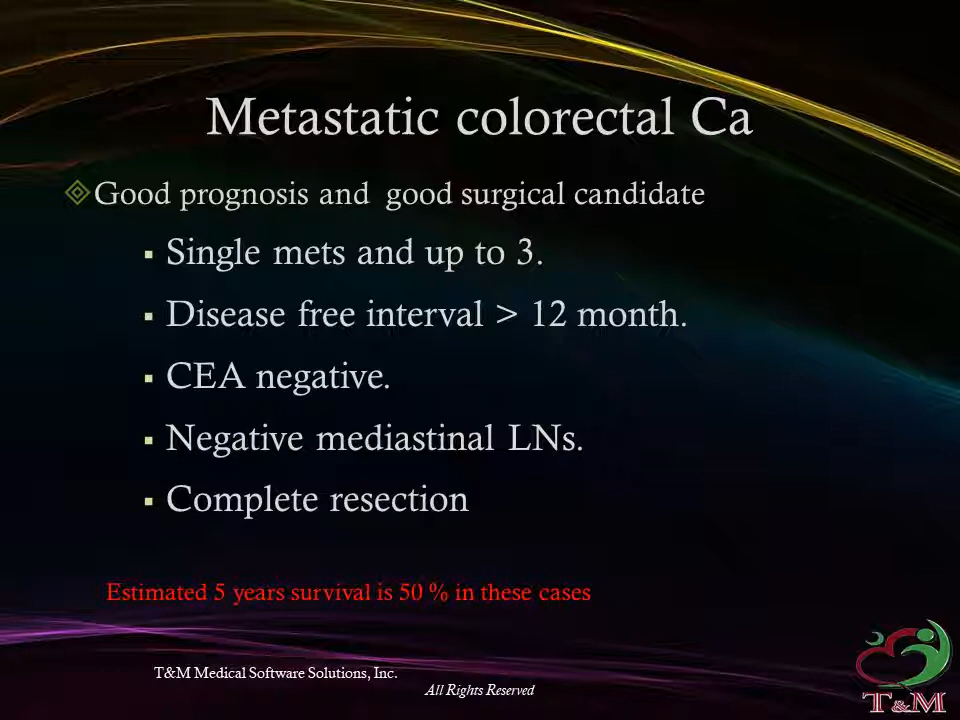 Metastatic colorectal Ca
Good prognosis and good surgical candidate
Single mets and up to 3.
Disease free interval > 12 month.
CEA negative.
Negative mediastinal LNs.
Complete resection
Estimated 5 years survival is 50 % in these cases
T&M Medical Software Solutions, Inc.
All Rights Reserved
T&M